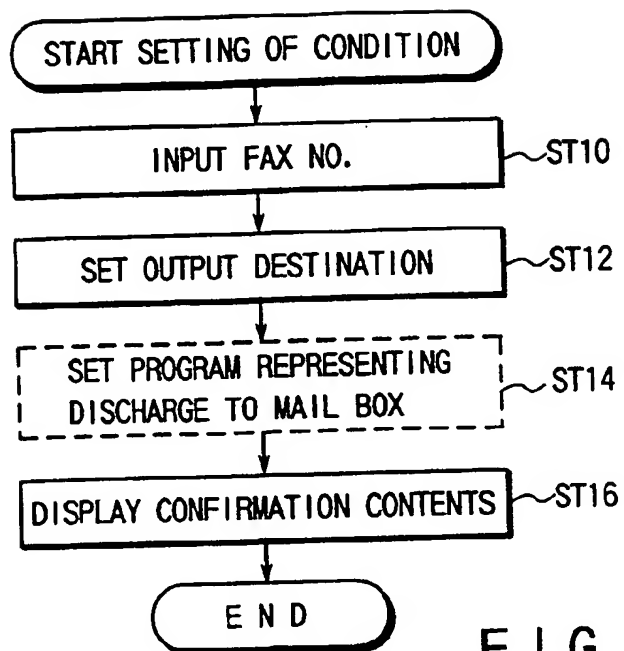 START SETTING OF CONDITION
INPUT FAX NO.
ST10
SET OUTPUT DESTINATION
ST12
SET PROGRAM REPRESENTING
DISCHARGE TO MAIL BOX
ST14
DISPLAY CONFIRMATION CONTENTS
ST16
END
FIG